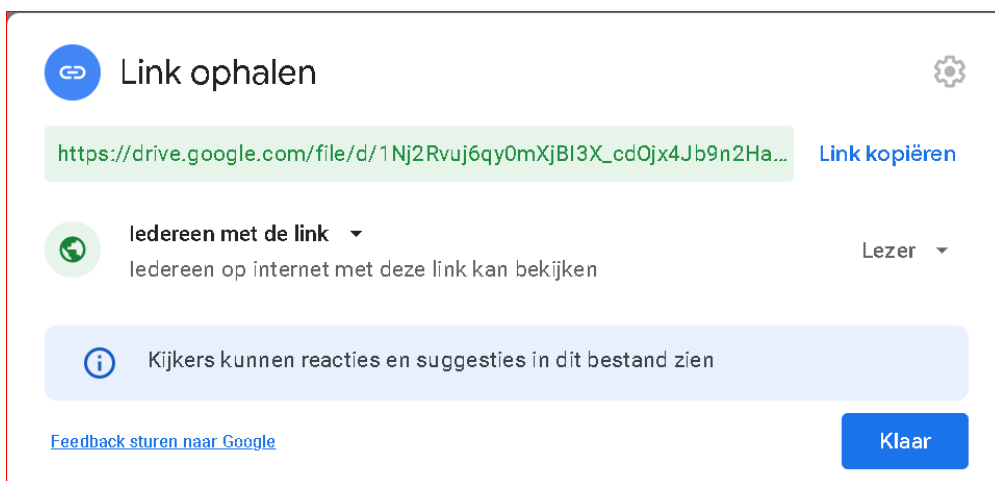 Link ophalen
https://drive.google.com/file/d/1Nj2Rvuj6qy0mXjBI3X_cdOjx4Jb9n2Ha... Link kopiëren
Iedereen met de link
Iedereen op internet met deze link kan bekijken
Lezer
Kijkers kunnen reacties en suggesties in dit bestand zien
Feedback sturen naar Google
Klaar